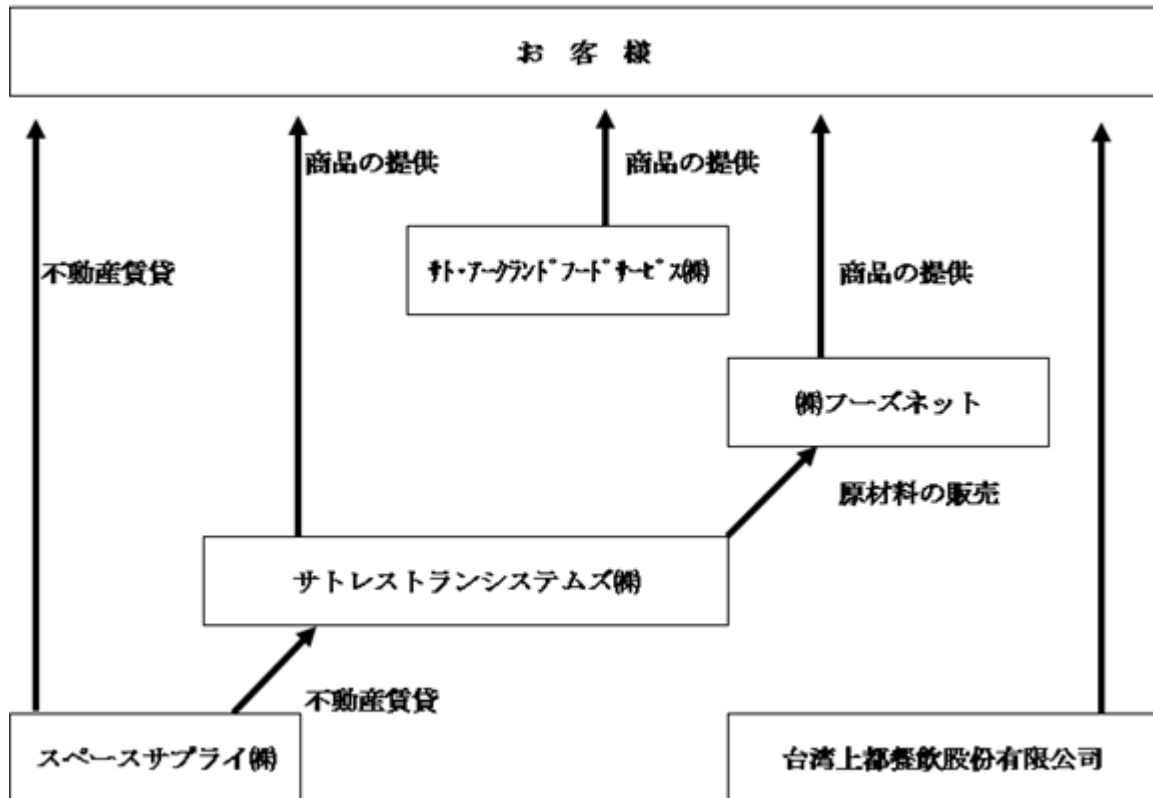 お 客 様
商品の提供
商品の提供
不動産賃貸
ｻﾄ・ｱｰｸﾗﾝﾄﾞﾌｰﾄﾞｻｰﾋﾞｽ㈱
商品の提供
㈱フーズネット
原材料の販売
サトレストランシステムズ㈱
不動産賃貸
スペースサプライ㈱
台湾上都餐飲股份有限公司